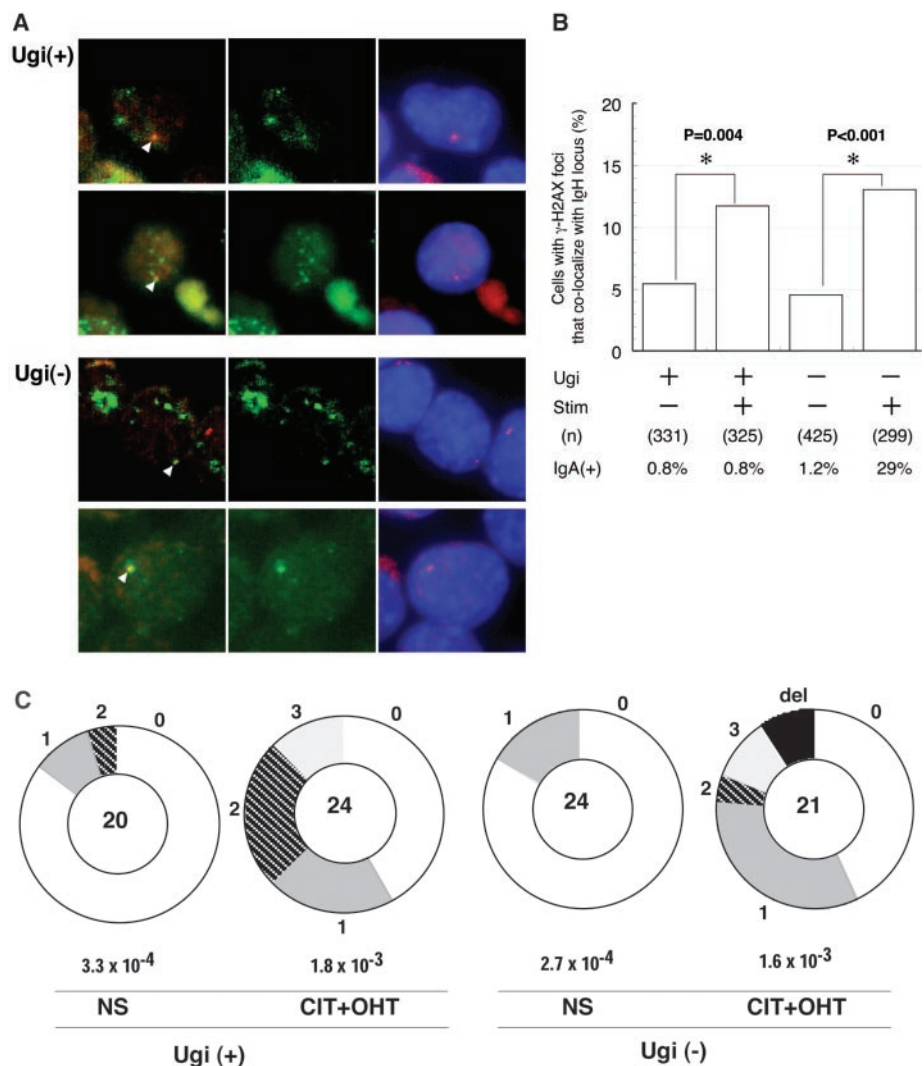 A
Ugi(+)
Ugi(-)
B
Cells with γ-H2AX foci
that co-localize with IgH locus (%)
20
15
10
5
0
P=0.004
P<0.001
*
*
Ugi + + - -
Stim - + - +
(n) (331) (325) (425) (299)
IgA(+) 0.8% 0.8% 1.2% 29%
C
1 2 0
20
3 0
2
24
1
1 0
24
del
3 0
2
21
1
3.3 x 10-4 1.8 x 10-3 2.7 x 10-4 1.6 x 10-3
NS CIT+OHT NS CIT+OHT
Ugi (+) Ugi (-)